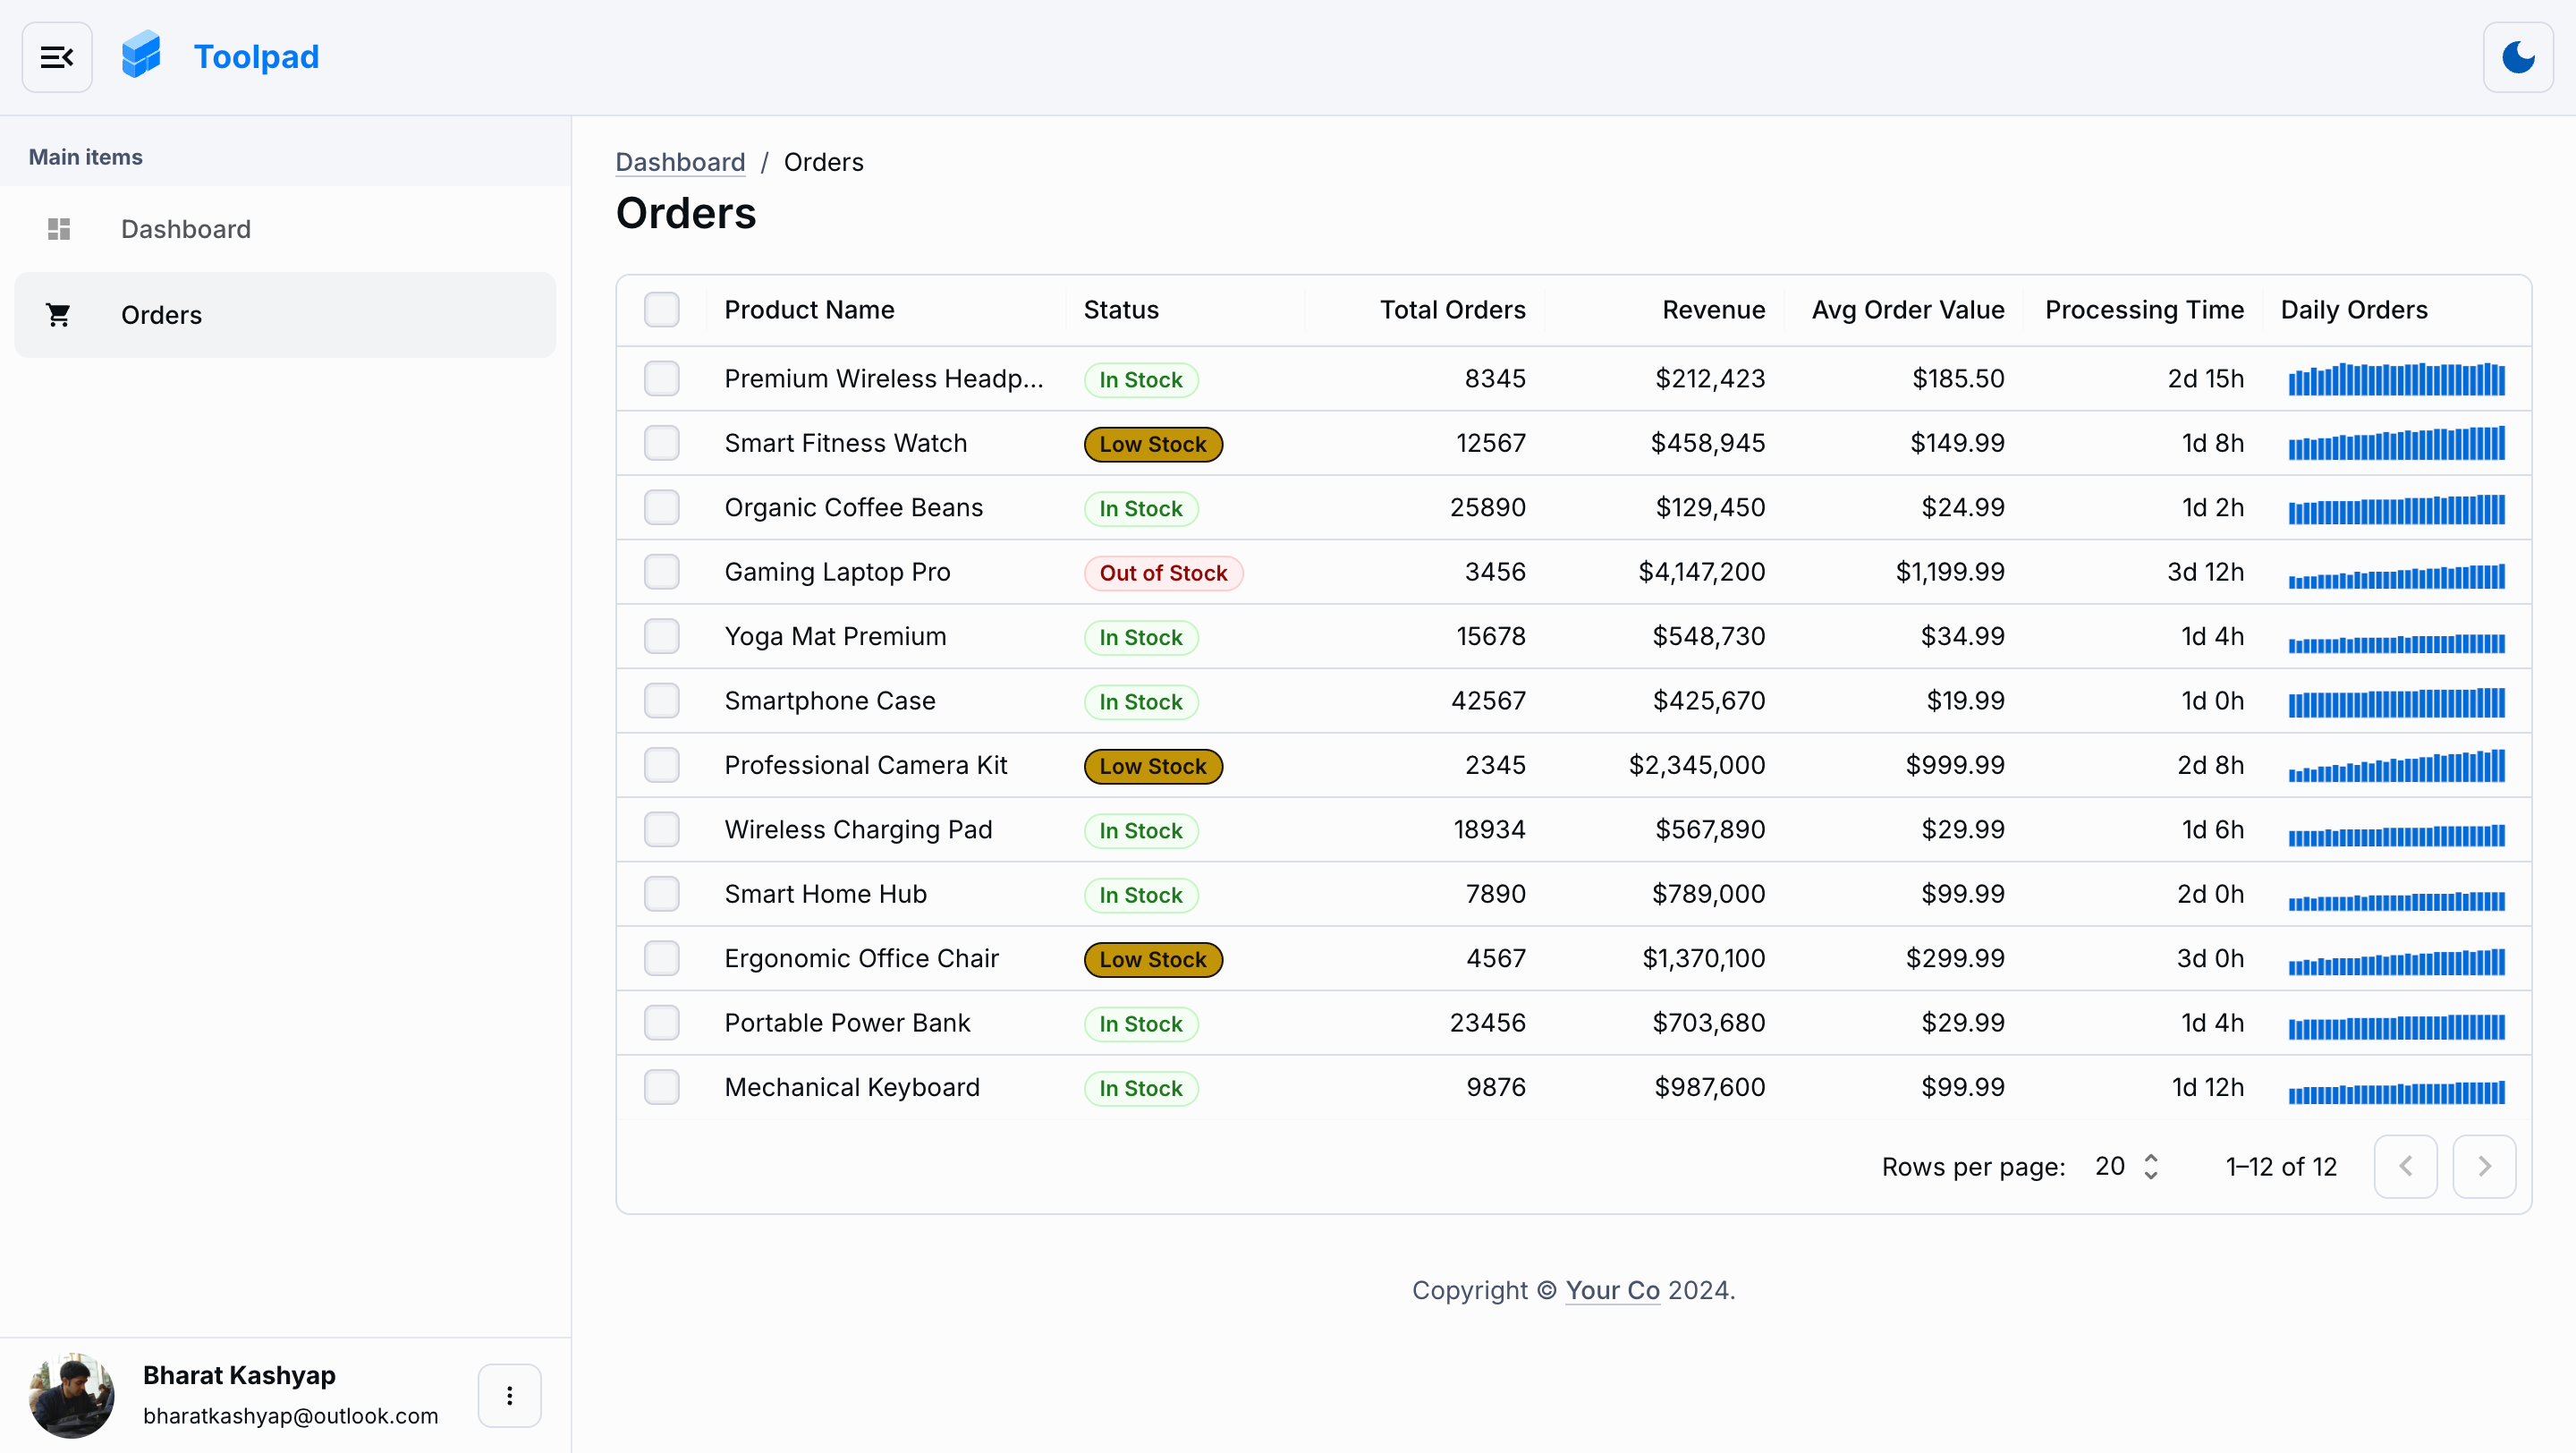 Toolpad
Main items
Dashboard
Orders
Dashboard / Orders
Orders
Product Name Status Total Orders Revenue Avg Order Value Processing Time Daily Orders
Premium Wireless Headp... In Stock 8345 $212,423 $185.50 2d 15h
Smart Fitness Watch Low Stock 12567 $458,945 $149.99 1d 8h
Organic Coffee Beans In Stock 25890 $129,450 $24.99 1d 2h
Gaming Laptop Pro Out of Stock 3456 $4,147,200 $1,199.99 3d 12h
Yoga Mat Premium In Stock 15678 $548,730 $34.99 1d 4h
Smartphone Case In Stock 42567 $425,670 $19.99 1d 0h
Professional Camera Kit Low Stock 2345 $2,345,000 $999.99 2d 8h
Wireless Charging Pad In Stock 18934 $567,890 $29.99 1d 6h
Smart Home Hub In Stock 7890 $789,000 $99.99 2d 0h
Ergonomic Office Chair Low Stock 4567 $1,370,100 $299.99 3d 0h
Portable Power Bank In Stock 23456 $703,680 $29.99 1d 4h
Mechanical Keyboard In Stock 9876 $987,600 $99.99 1d 12h
Rows per page: 20 1–12 of 12
Copyright © Your Co 2024.
Bharat Kashyap
bharatkashyap@outlook.com